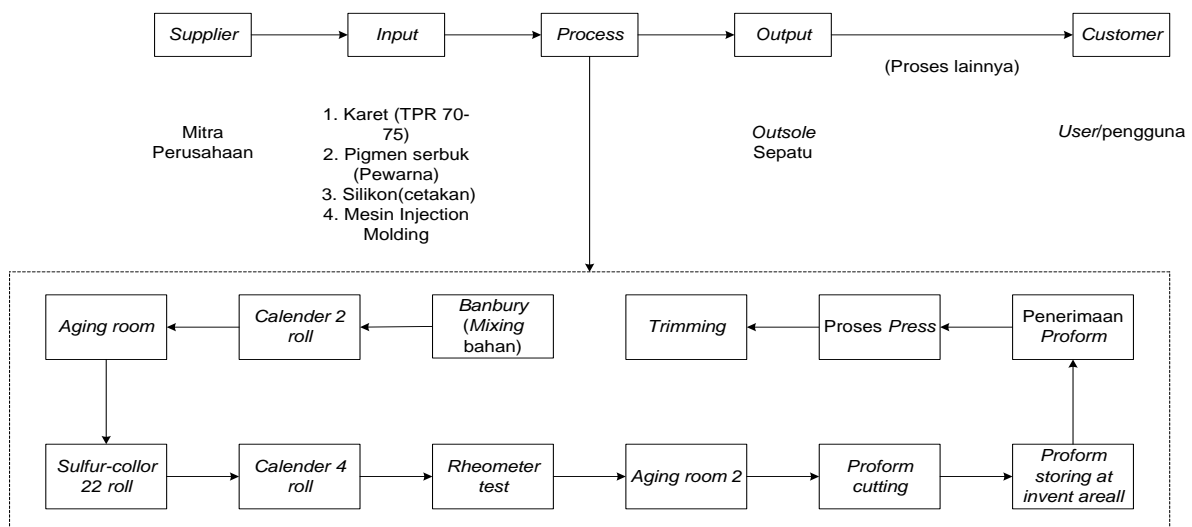 Supplier
Input
Process
Output
Customer
(Proses lainnya)
Mitra
Perusahaan
1. Karet (TPR 70-
75)
2. Pigmen serbuk
(Pewarna)
3. Silikon(cetakan)
4. Mesin Injection
Molding
Outsole
Sepatu
User/pengguna
Aging room
Calender 2
roll
Banbury
(Mixing
bahan)
Trimming
Proses Press
Penerimaan
Proform
Sulfur-collor
22 roll
Calender 4
roll
Rheometer
test
Aging room 2
Proform
cutting
Proform
storing at
invent areall